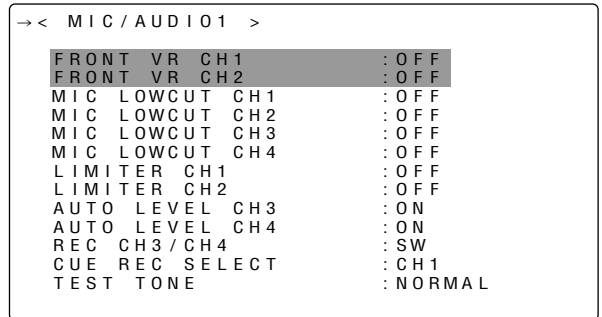 →< MIC/AUDIO1 >
FRONT VR CH1 :OFF
FRONT VR CH2 :OFF
MIC LOWCUT CH1 :OFF
MIC LOWCUT CH2 :OFF
MIC LOWCUT CH3 :OFF
MIC LOWCUT CH4 :OFF
LIMITER CH1 :OFF
LIMITER CH2 :OFF
AUTO LEVEL CH3 :ON
AUTO LEVEL CH4 :ON
REC CH3/CH4 :SW
CUE REC SELECT :CH1
TEST TONE :NORMAL